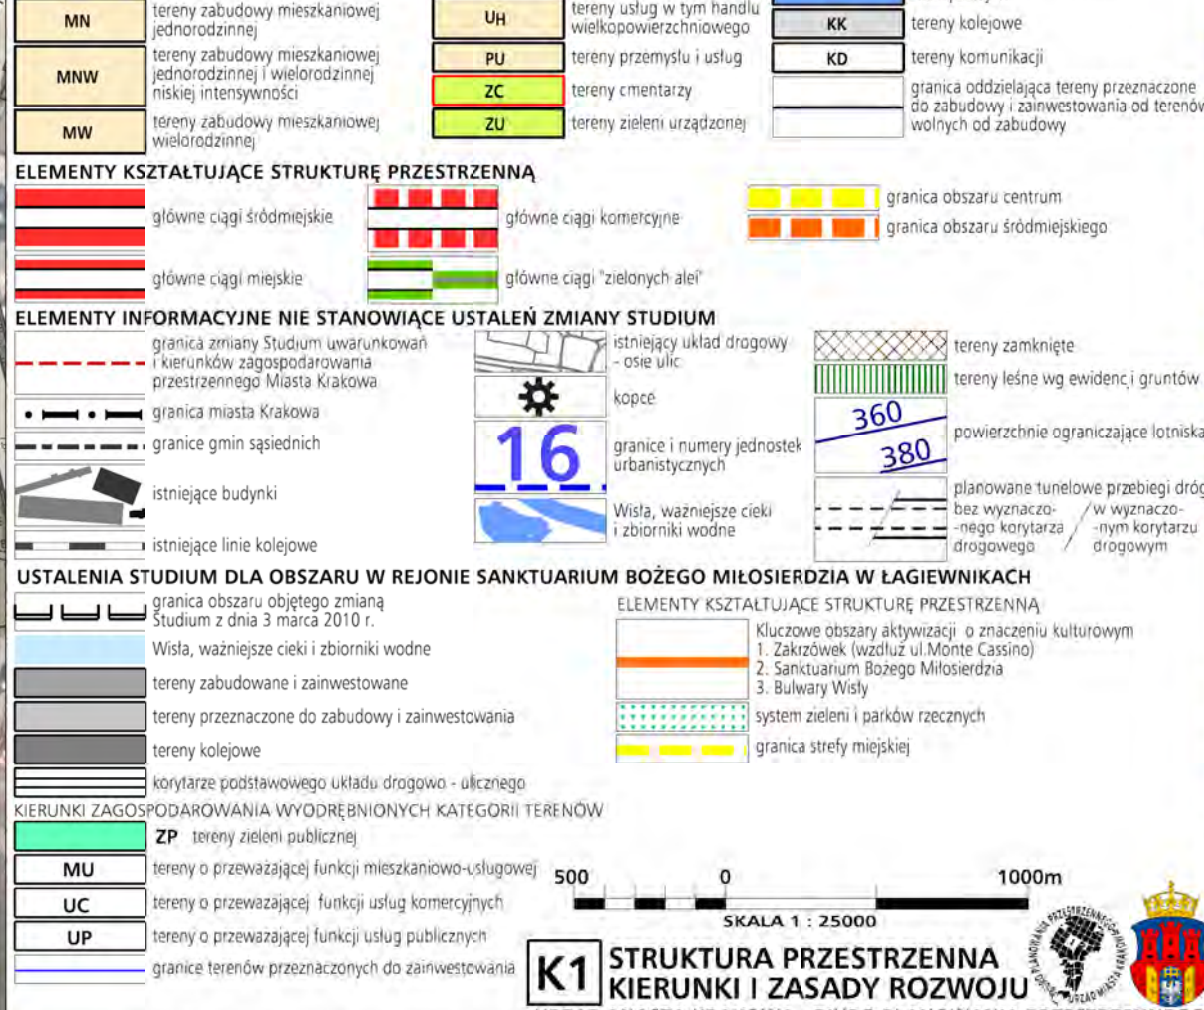 MN
tereny zabudowy mieszkaniowej
jednorodzinnej
MNW
tereny zabudowy mieszkaniowej
jednorodzinnej i wielorodzinnej
niskiej intensywności
MW
tereny zabudowy mieszkaniowej
wielorodzinnej
UH
tereny usług w tym handlu
wielkopowierzchniowego
PU
tereny przemysłu i usług
ZC
tereny cmentarzy
ZU
tereny zieleni urządzonej
KK
tereny kolejowe
KD
tereny komunikacji
granica oddzielająca tereny przeznaczone
do zabudowy i zainwestowania od terenów
wolnych od zabudowy
ELEMENTY KSZTAŁTUJĄCE STRUKTURĘ PRZESTRZENNĄ
główne ciągi śródmiejskie
główne ciągi miejskie
główne ciągi komercyjne
główne ciągi "zielonych alei"
granica obszaru centrum
granica obszaru śródmiejskiego
ELEMENTY INFORMACYJNE NIE STANOWIĄCE USTALEŃ ZMIANY STUDIUM
granica zmiany Studium uwarunkowań
i kierunków zagospodarowania
przestrzennego Miasta Krakowa
granica miasta Krakowa
granice gmin sąsiednich
istniejące budynki
istniejące linie kolejowe
istniejący układ drogowy
- osie ulic
kopce
16
granice i numery jednostek
urbanistycznych
Wisła, ważniejsze cieki
i zbiorniki wodne
tereny zamknięte
tereny leśne wg ewidencji gruntów
360
380
powierzchnie ograniczające lotniska
planowane tunelowe przebiegi dróg
bez wyznaczo-
-nego korytarza
drogowego
w wyznaczo-
-nym korytarzu
drogowym
USTALENIA STUDIUM DLA OBSZARU W REJONIE SANKTUARIUM BOŻEGO MIŁOSIERDZIA W ŁAGIEWNIKACH
granica obszaru objętego zmianą
Studium z dnia 3 marca 2010 r.
Wisła, ważniejsze cieki i zbiorniki wodne
tereny zabudowane i zainwestowane
tereny przeznaczone do zabudowy i zainwestowania
tereny kolejowe
korytarze podstawowego układu drogowo - ulicznego
ELEMENTY KSZTAŁTUJĄCE STRUKTURĘ PRZESTRZENNĄ
Kluczowe obszary aktywizacji o znaczeniu kulturowym
1. Zakrzówek (wzdłuż ul.Monte Cassino)
2. Sanktuarium Bożego Miłosierdzia
3. Bulwary Wisły
system zieleni i parków rzecznych
granica strefy miejskiej
KIERUNKI ZAGOSPODAROWANIA WYODRĘBNIONYCH KATEGORII TERENÓW
ZP tereny zieleni publicznej
MU
tereny o przeważającej funkcji mieszkaniowo-usługowej
UC
tereny o przeważającej funkcji usług komercyjnych
UP
tereny o przeważającej funkcji usług publicznych
granice terenów przeznaczonych do zainwestowania
500 0 1000m
SKALA 1 : 25000
K1
STRUKTURA PRZESTRZENNA
KIERUNKI I ZASADY ROZWOJU